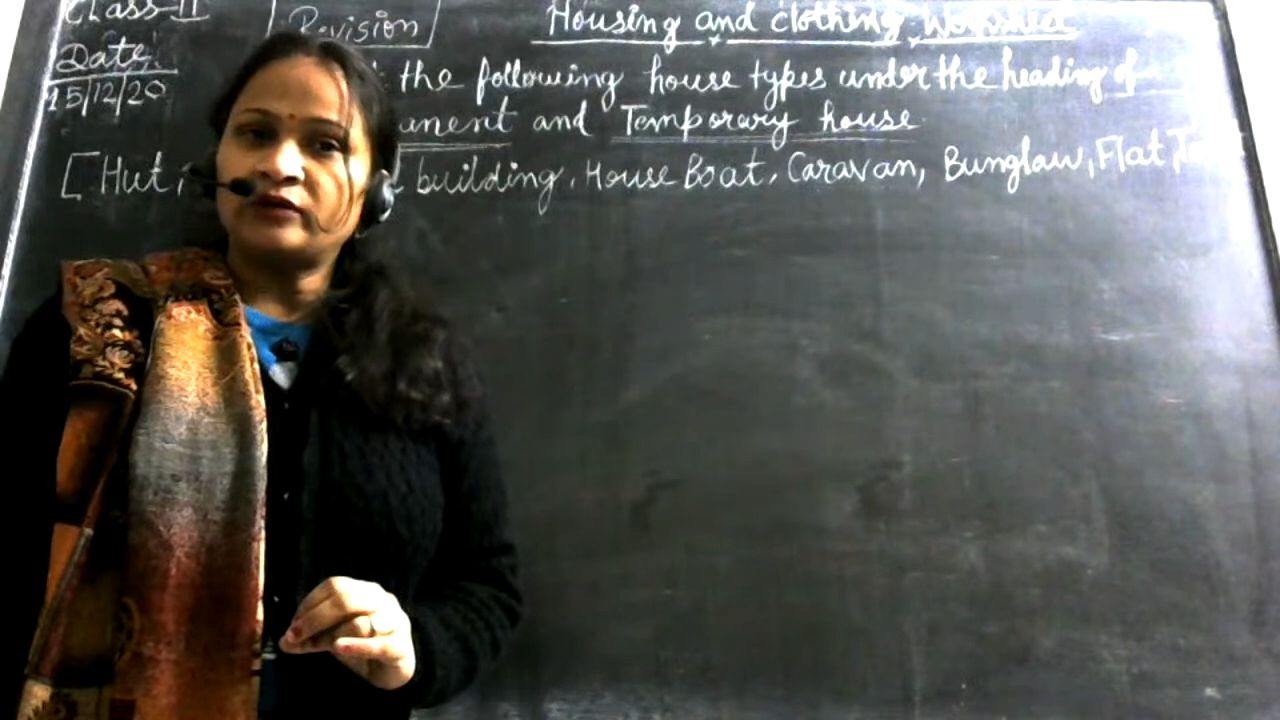 Class-II Revision Housing and clothing
Date: the following house types under the heading of
15/12/20 anent and Temporary house
[Hut, building, House Boat, Caravan, Bunglaw, Flat,